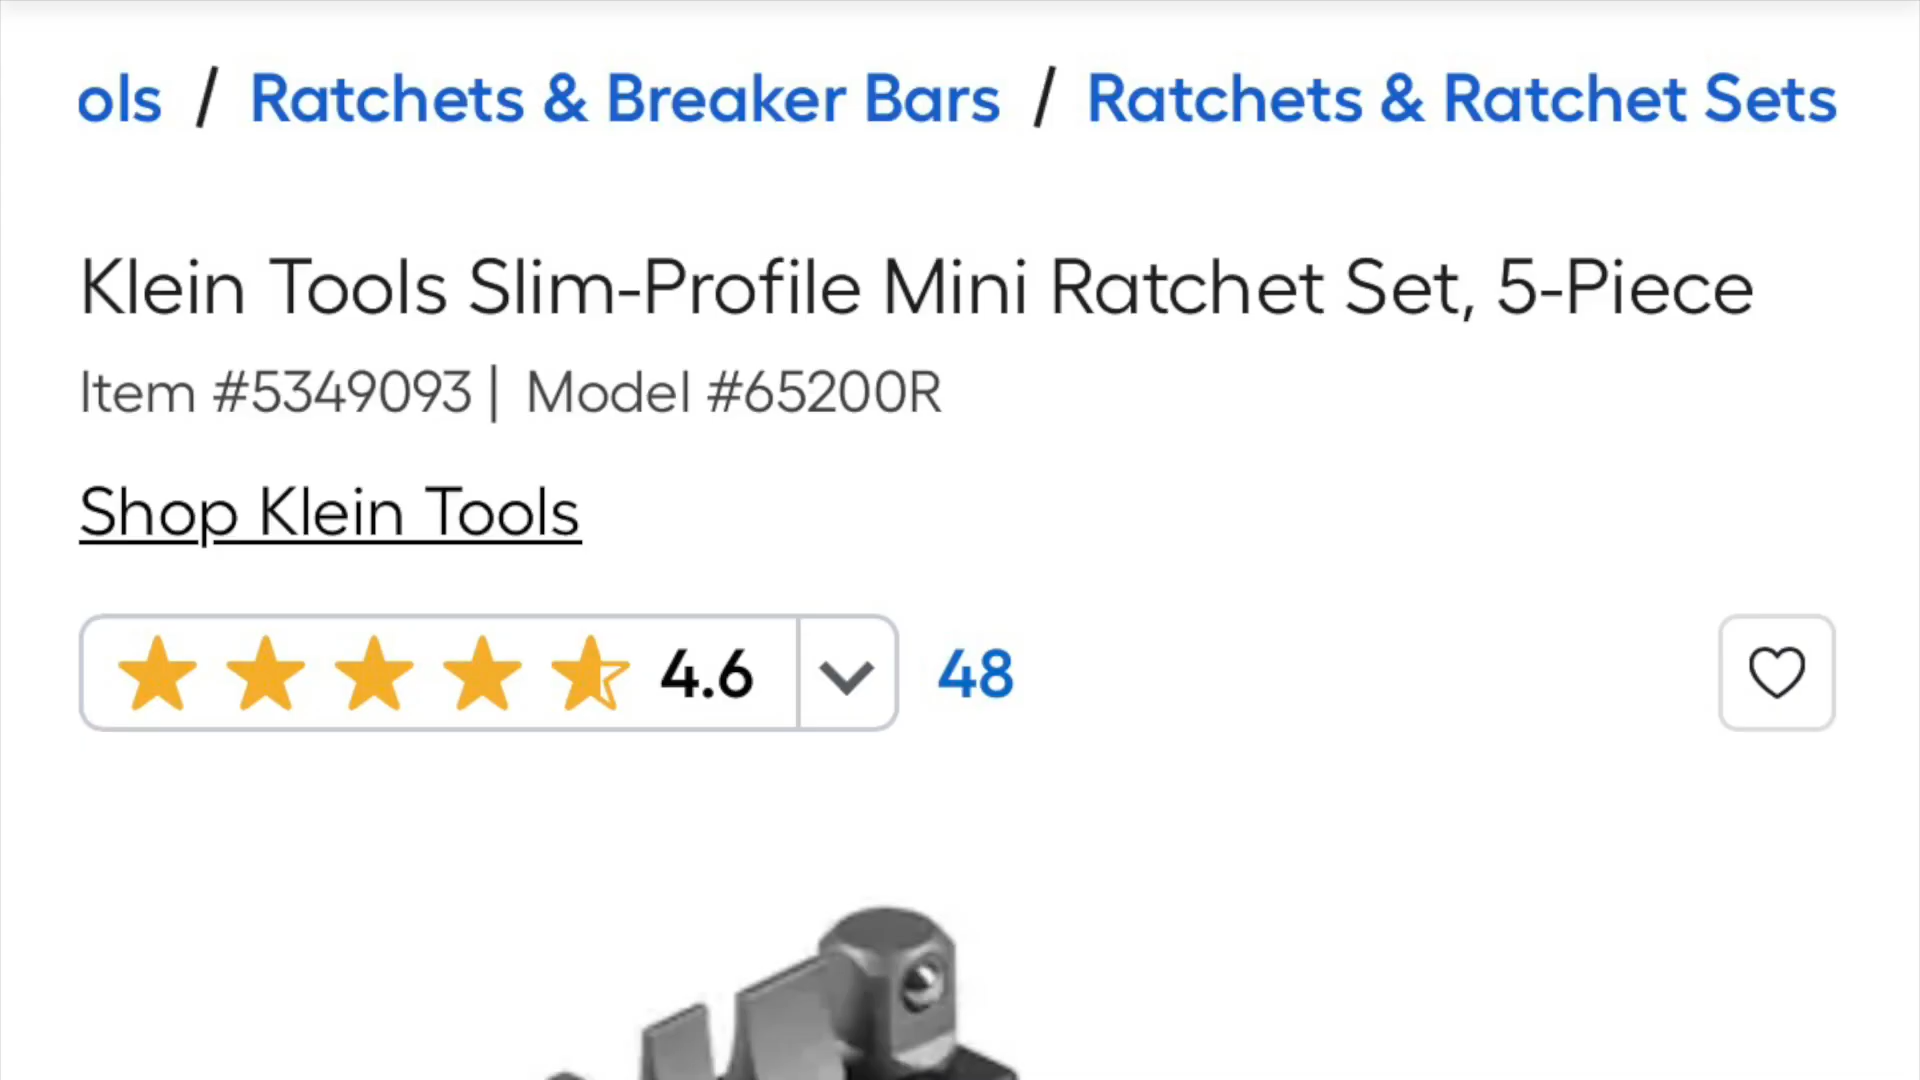 ols / Ratchets & Breaker Bars / Ratchets & Ratchet Sets
Klein Tools Slim-Profile Mini Ratchet Set, 5-Piece
Item #5349093 | Model #65200R
Shop Klein Tools
4.6 48